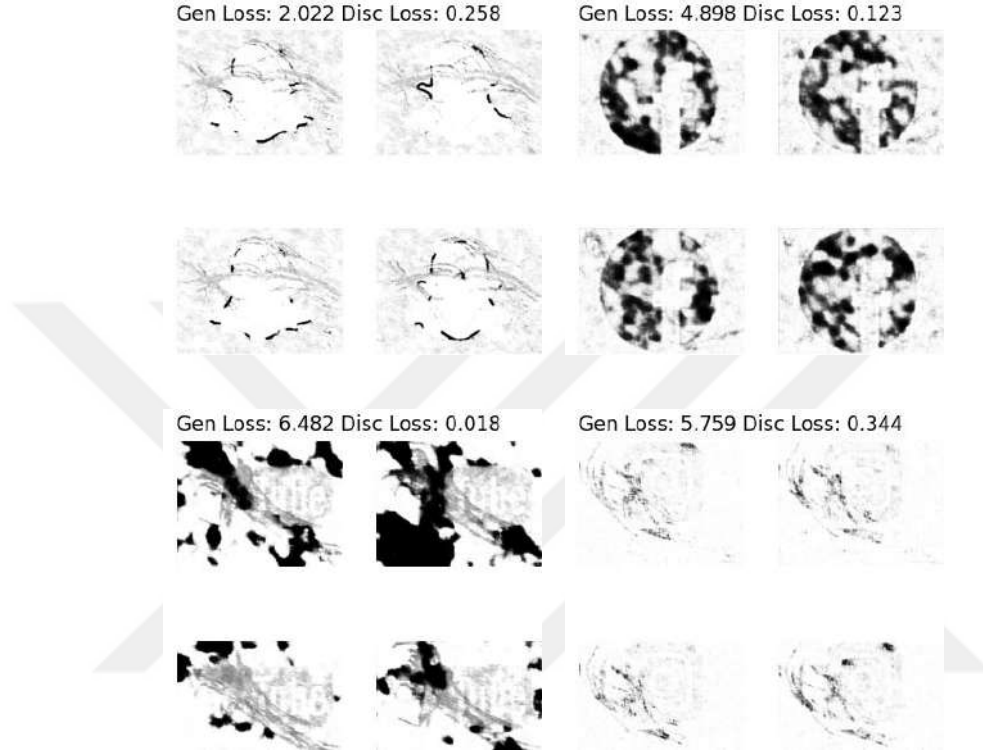 Gen Loss: 2.022 Disc Loss: 0.258
Gen Loss: 4.898 Disc Loss: 0.123
Gen Loss: 6.482 Disc Loss: 0.018
Gen Loss: 5.759 Disc Loss: 0.344